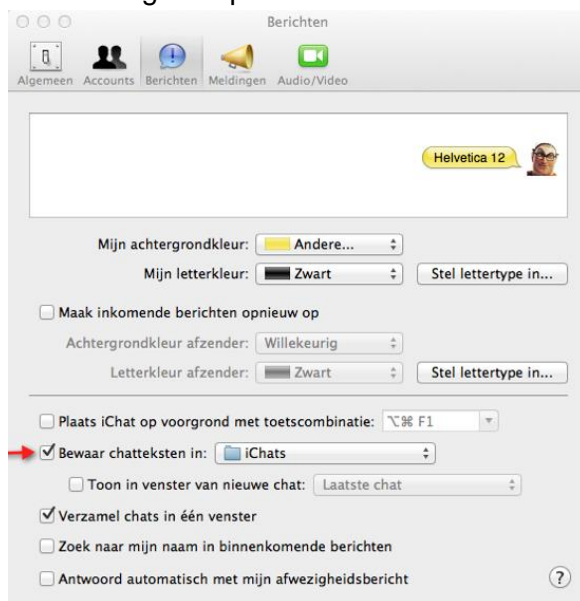 Berichten
Algemeen Accounts Berichten Meldingen Audio/Video
Helvetica 12
Mijn achtergrondkleur: Andere...
Mijn letterkleur: Zwart Stel lettertype in...
Maak inkomende berichten opnieuw op
Achtergrondkleur afzender: Willekeurig
Letterkleur afzender: Zwart Stel lettertype in...
Plaats iChat op voorgrond met toetscombinatie: ⌥⌘ F1
Bewaar chatteksten in: iChats
Toon in venster van nieuwe chat: Laatste chat
Verzamel chats in één venster
Zoek naar mijn naam in binnenkomende berichten
Antwoord automatisch met mijn afwezigheidsbericht ?